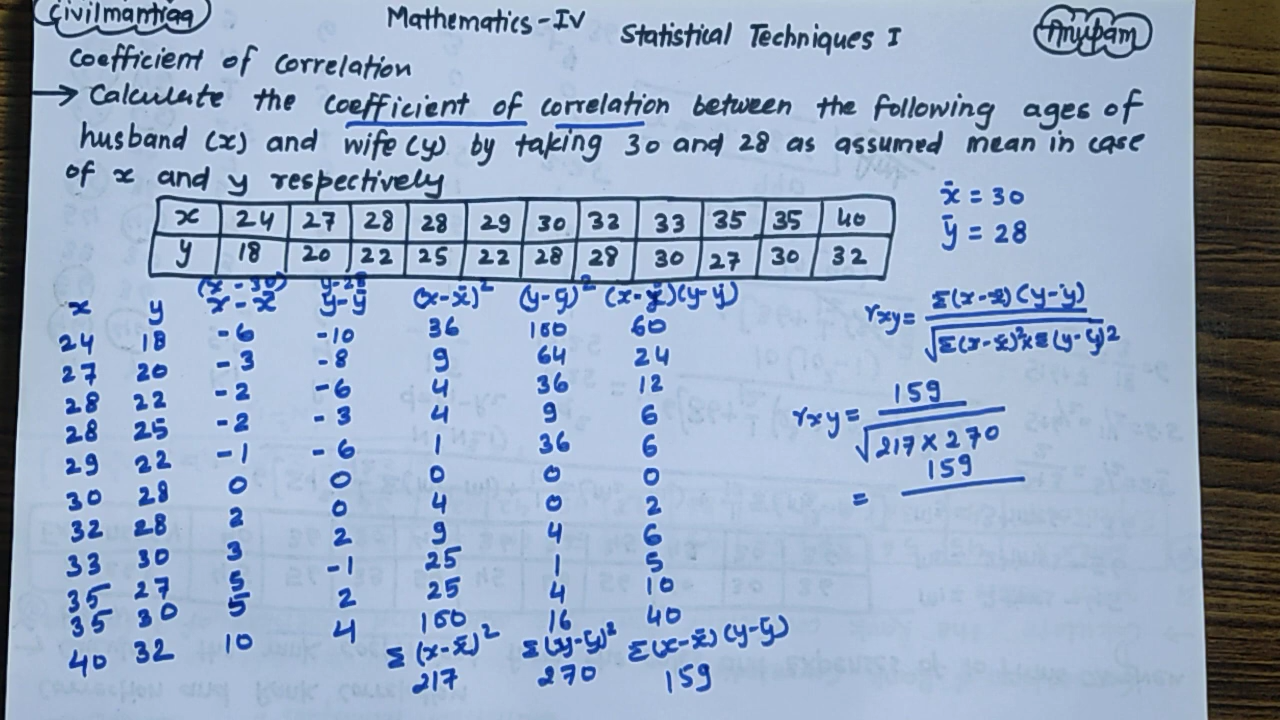 Civilmantraa
Mathematics-IV
Statistical Techniques I
Anupam
Coefficient of correlation
→ Calculate the coefficient of correlation between the following ages of
husband (x) and wife (y) by taking 30 and 28 as assumed mean in case
of x and y respectively
x 24 27 28 28 29 30 32 33 35 35 40
y 18 20 22 25 22 28 28 30 27 30 32
x̄ = 30
ȳ = 28
(x-30) y-28
x y x-x̄ y-ȳ (x-x̄)² (y-ȳ)² (x-x̄)(y-ȳ)
24 18 -6 -10 36 100 60
27 20 -3 -8 9 64 24
28 22 -2 -6 4 36 12
28 25 -2 -3 4 9 6
29 22 -1 -6 1 36 6
30 28 0 0 0 0 0
32 28 2 0 4 0 2
33 30 3 2 9 4 6
35 27 5 -1 25 1 5
35 30 5 2 25 4 10
40 32 10 4 100 16 40
Σ(x-x̄)² Σ(y-ȳ)² Σ(x-x̄)(y-ȳ)
217 270 159
rxy = Σ(x-x̄)(y-ȳ)
√Σ(x-x̄)²×Σ(y-ȳ)²
rxy = 159
√217×270
= 159